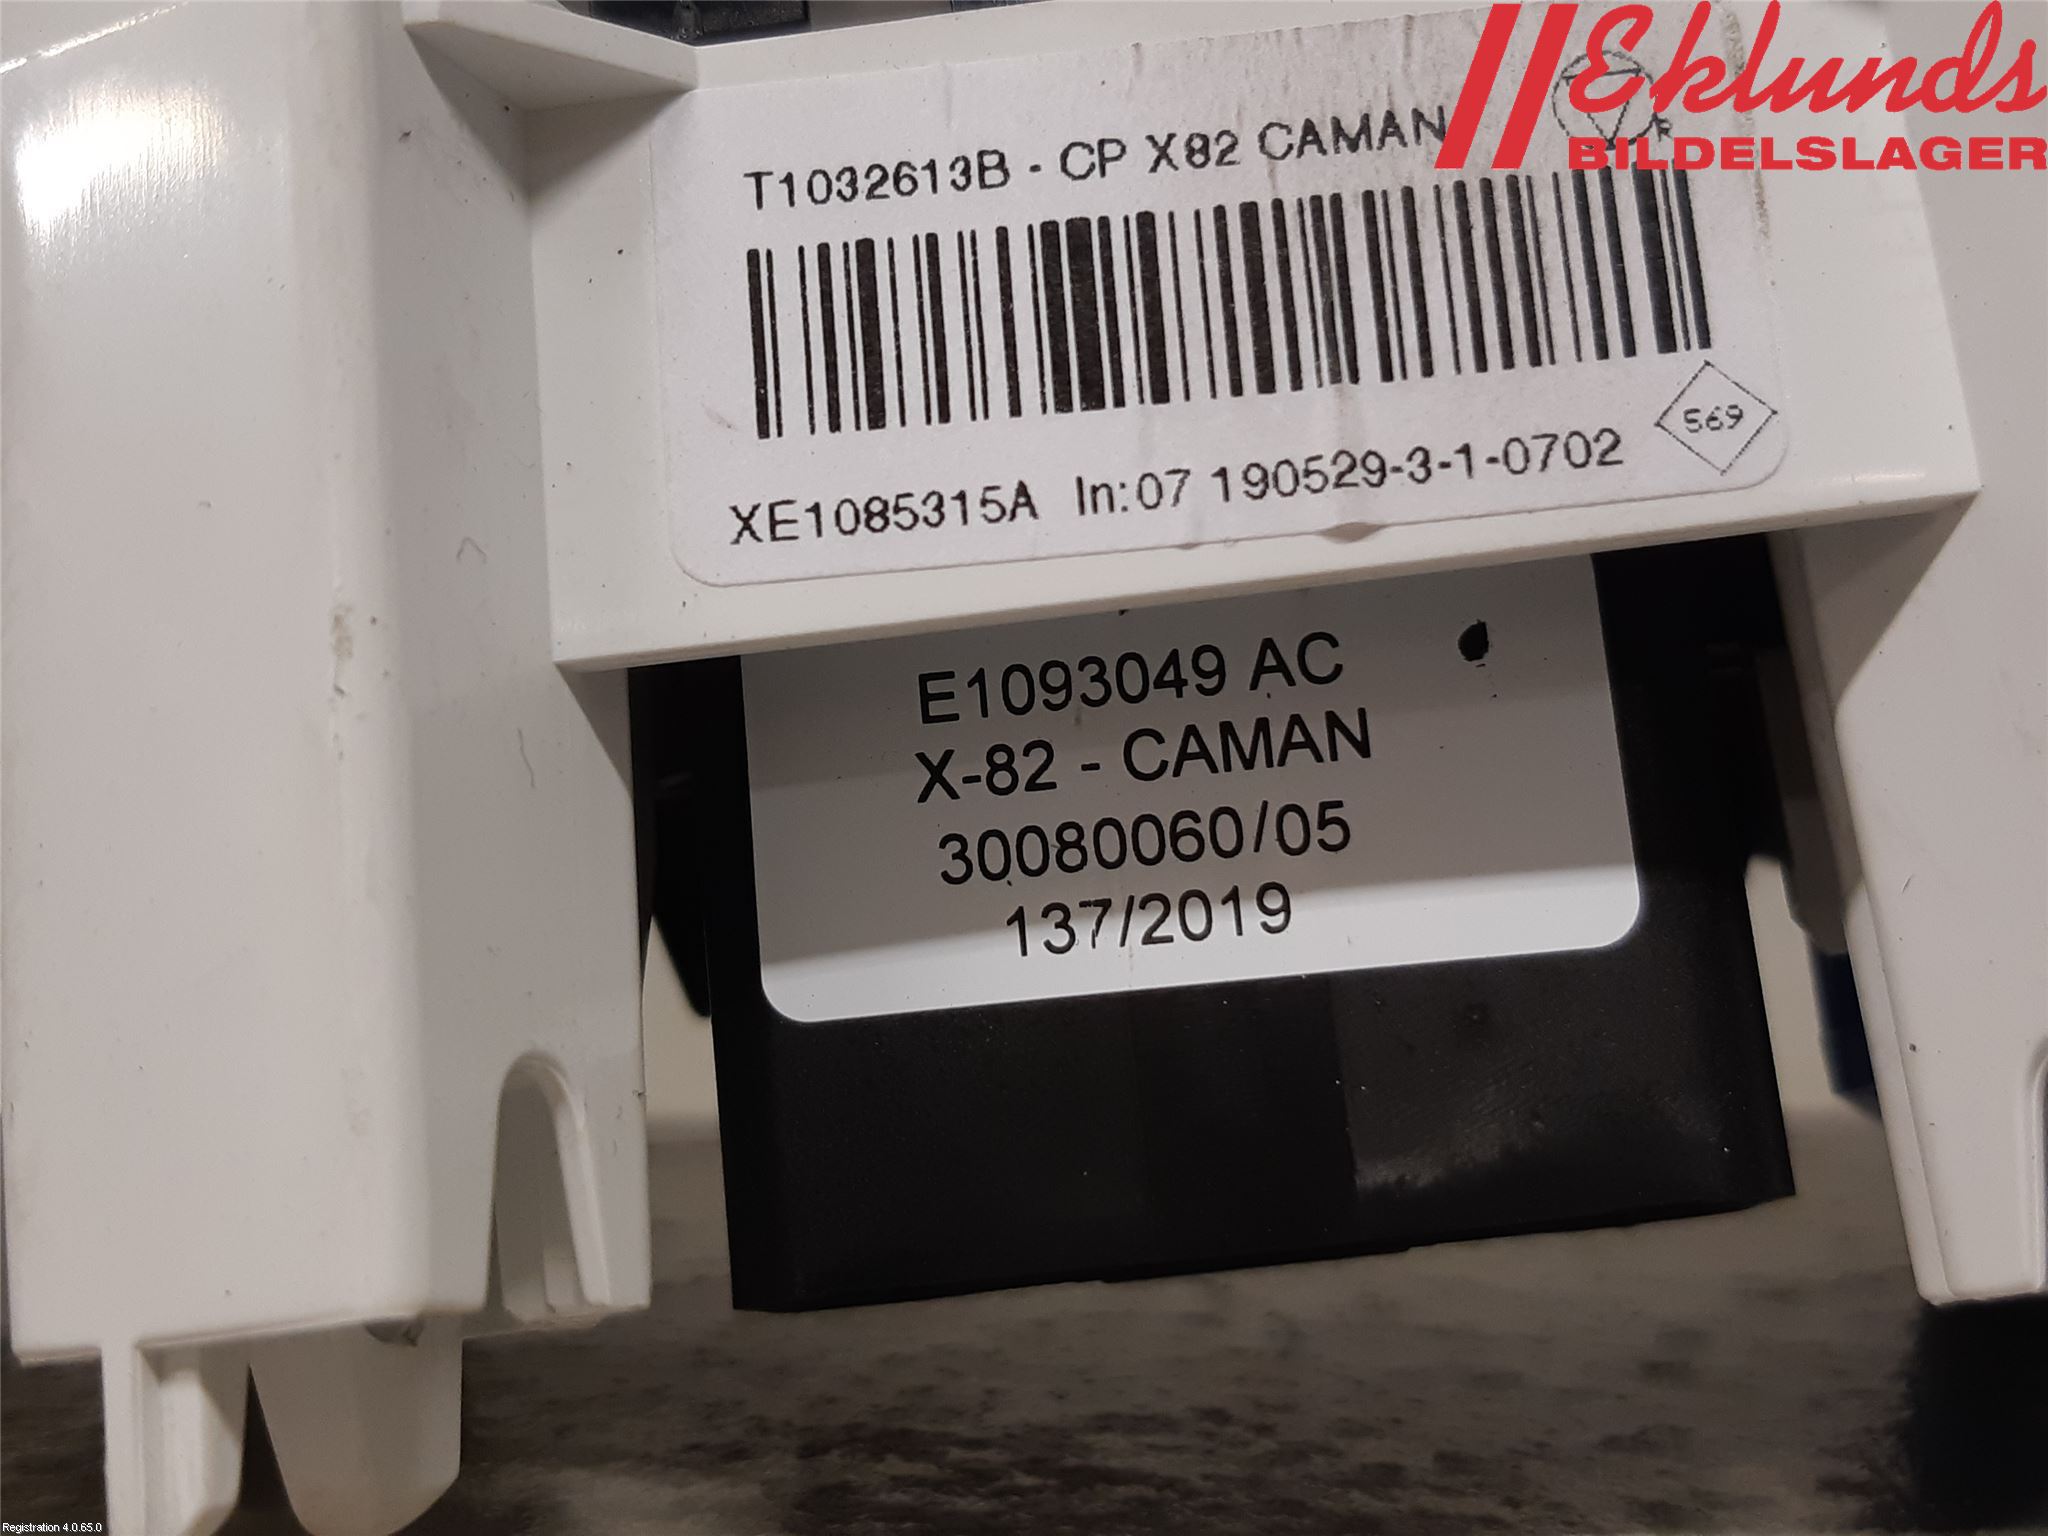 Eklunds
BILDELSLAGER
R
T1032613B - CP X82 CAMAN
569
XE1085315A In:07 190529-3-1-0702
E1093049 AC
X-82 - CAMAN
30080060/05
137/2019
Registration 4.0.65.0